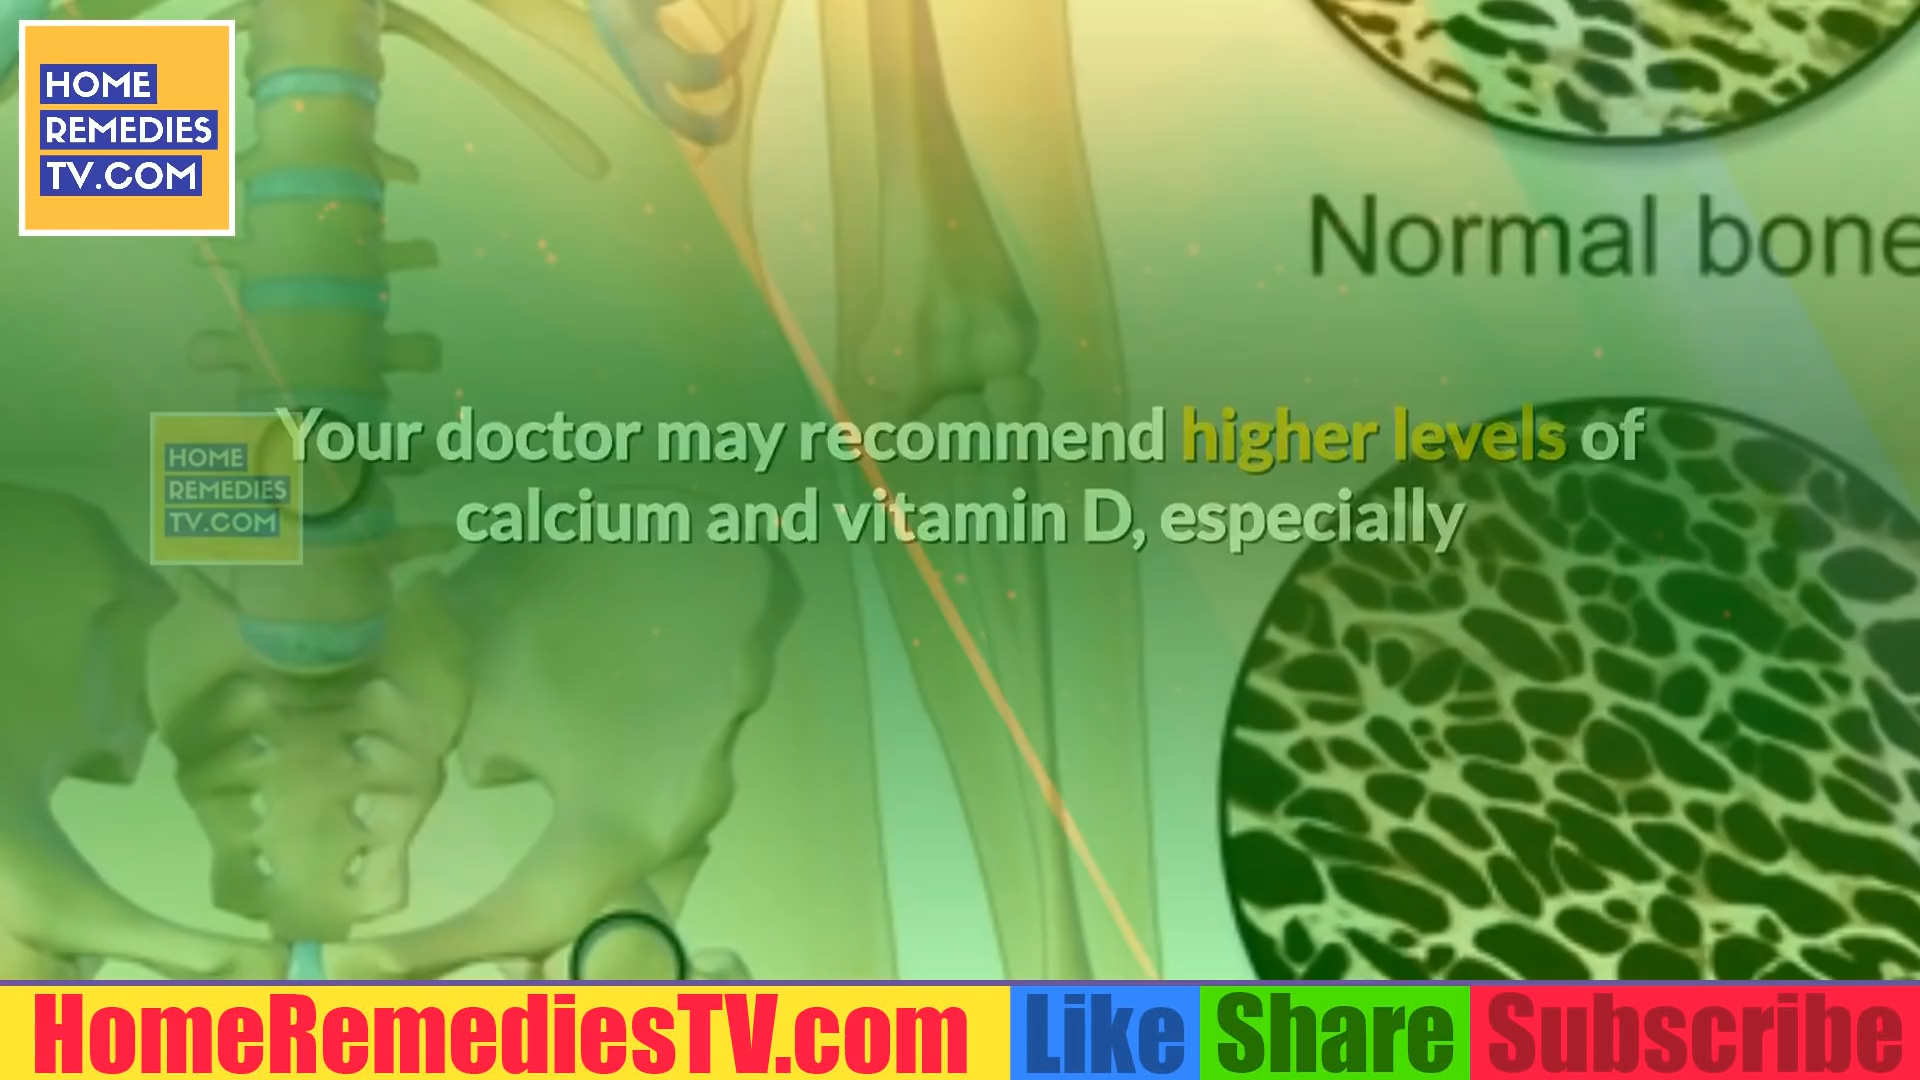 HOME
REMEDIES
TV.COM
Normal bone
Your doctor may recommend higher levels of
calcium and vitamin D, especially
HOME
REMEDIES
TV.COM
HomeRemediesTV.com Like Share Subscribe